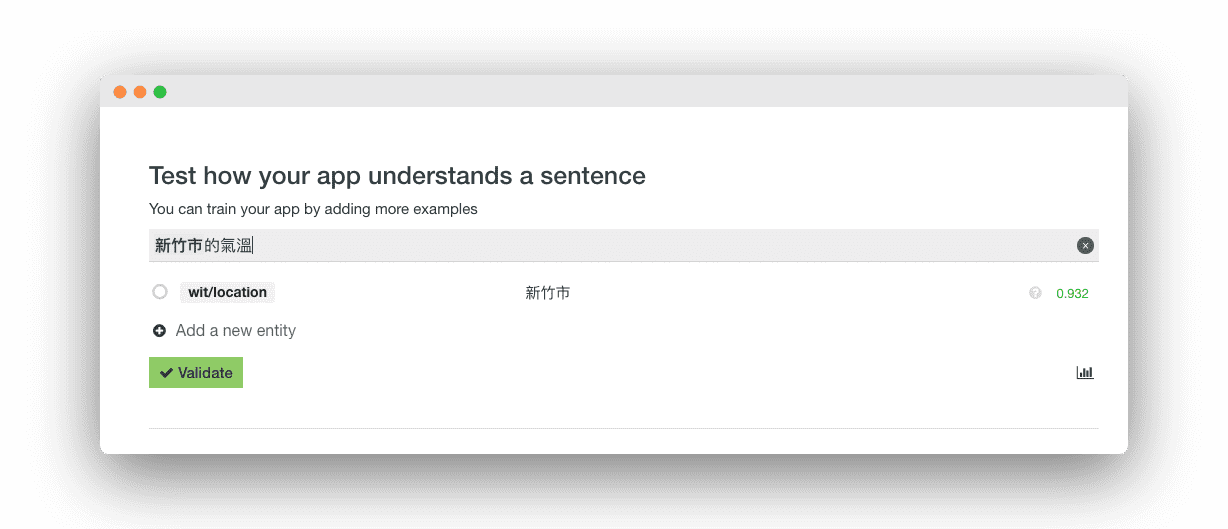 Test how your app understands a sentence
You can train your app by adding more examples
新竹市的氣溫
wit/location 新竹市 0.932
Add a new entity
Validate